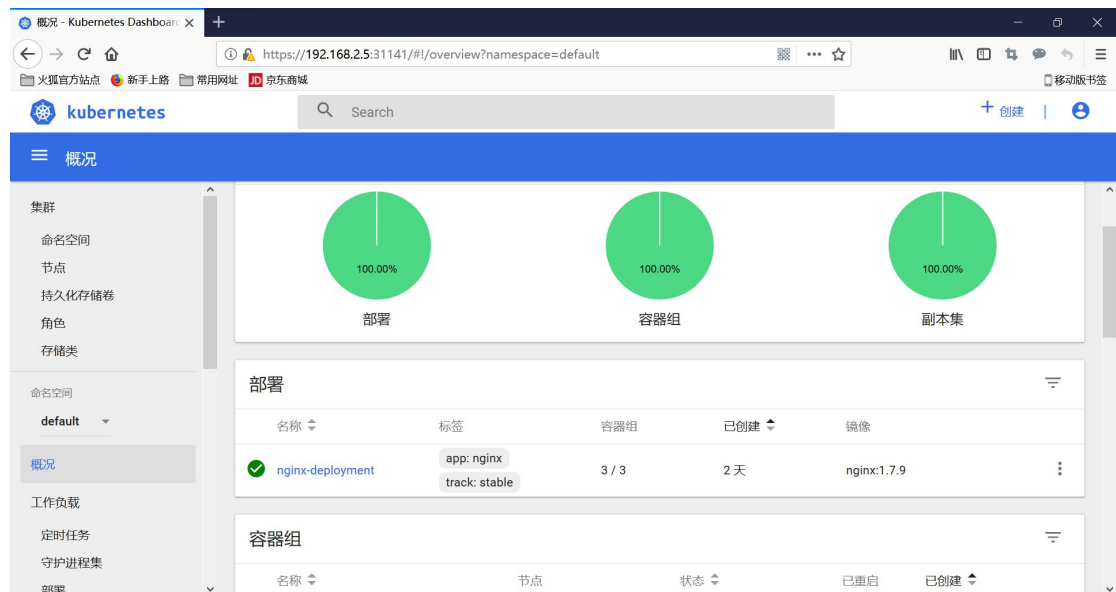 概况 - Kubernetes Dashboard
https://192.168.2.5:31141/#!/overview?namespace=default
火狐官方站点 新手上路 常用网址 JD 京东商城 移动版书签
kubernetes Search 创建
概况
集群
命名空间
节点
持久化存储卷
角色
存储类
命名空间
default
概况
工作负载
定时任务
守护进程集
部署
100.00% 100.00% 100.00%
部署 容器组 副本集
部署
名称 标签 容器组 已创建 镜像
nginx-deployment app: nginx 3 / 3 2 天 nginx:1.7.9
track: stable
容器组
名称 节点 状态 已重启 已创建